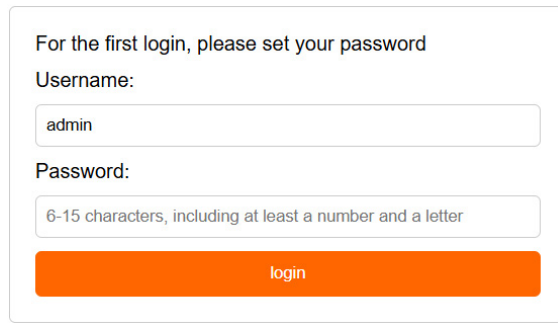 For the first login, please set your password
Username:
admin
Password:
6-15 characters, including at least a number and a letter
login